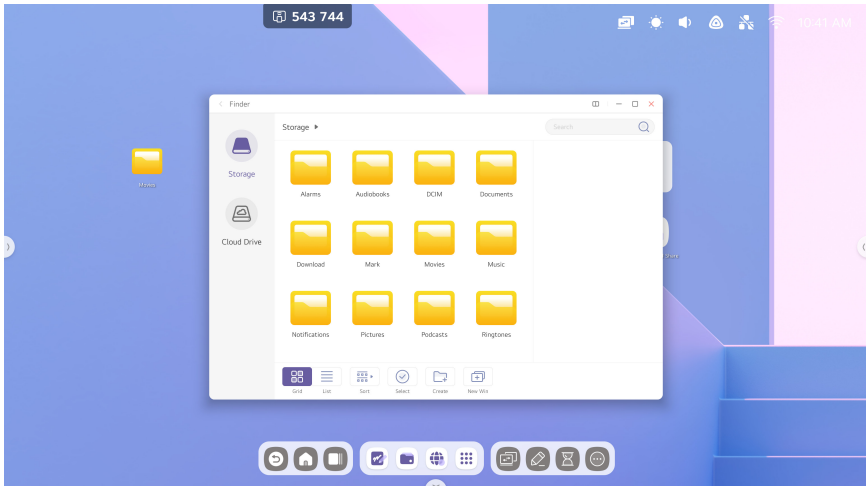 543 744
10:41 AM
Finder
Storage
Search
Storage
Cloud Drive
Alarms
Audiobooks
DCIM
Documents
Download
Mark
Movies
Music
Notifications
Pictures
Podcasts
Ringtones
Movies
Grid
List
Sort
Select
Create
New Win